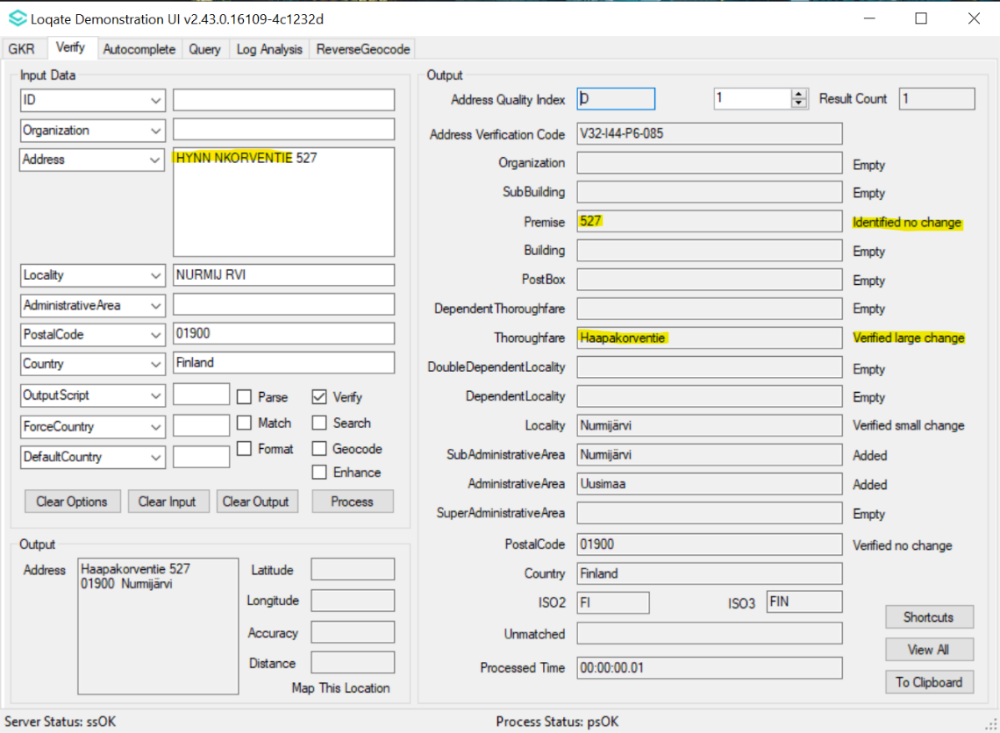 Loqate Demonstration UI v2.43.0.16109-4c1232d
GKR Verify Autocomplete Query Log Analysis ReverseGeocode
Input Data
ID
Organization
Address HYNN NKORVENTIE 527
Locality NURMIJ RVI
AdministrativeArea
PostalCode 01900
Country Finland
OutputScript Parse Verify
ForceCountry Match Search
DefaultCountry Format Geocode
Enhance
Clear Options Clear Input Clear Output Process
Output
Address Haapakorventie 527
01900 Nurmijärvi
Latitude
Longitude
Accuracy
Distance
Map This Location
Output
Address Quality Index D 1 Result Count 1
Address Verification Code V32-I44-P6-085
Organization Empty
SubBuilding Empty
Premise 527 Identified no change
Building Empty
PostBox Empty
DependentThoroughfare Empty
Thoroughfare Haapakorventie Verified large change
DoubleDependentLocality Empty
DependentLocality Empty
Locality Nurmijärvi Verified small change
SubAdministrativeArea Nurmijärvi Added
AdministrativeArea Uusimaa Added
SuperAdministrativeArea Empty
PostalCode 01900 Verified no change
Country Finland
ISO2 FI ISO3 FIN
Unmatched
Processed Time 00:00:00.01
Shortcuts
View All
To Clipboard
Server Status: ssOK Process Status: psOK